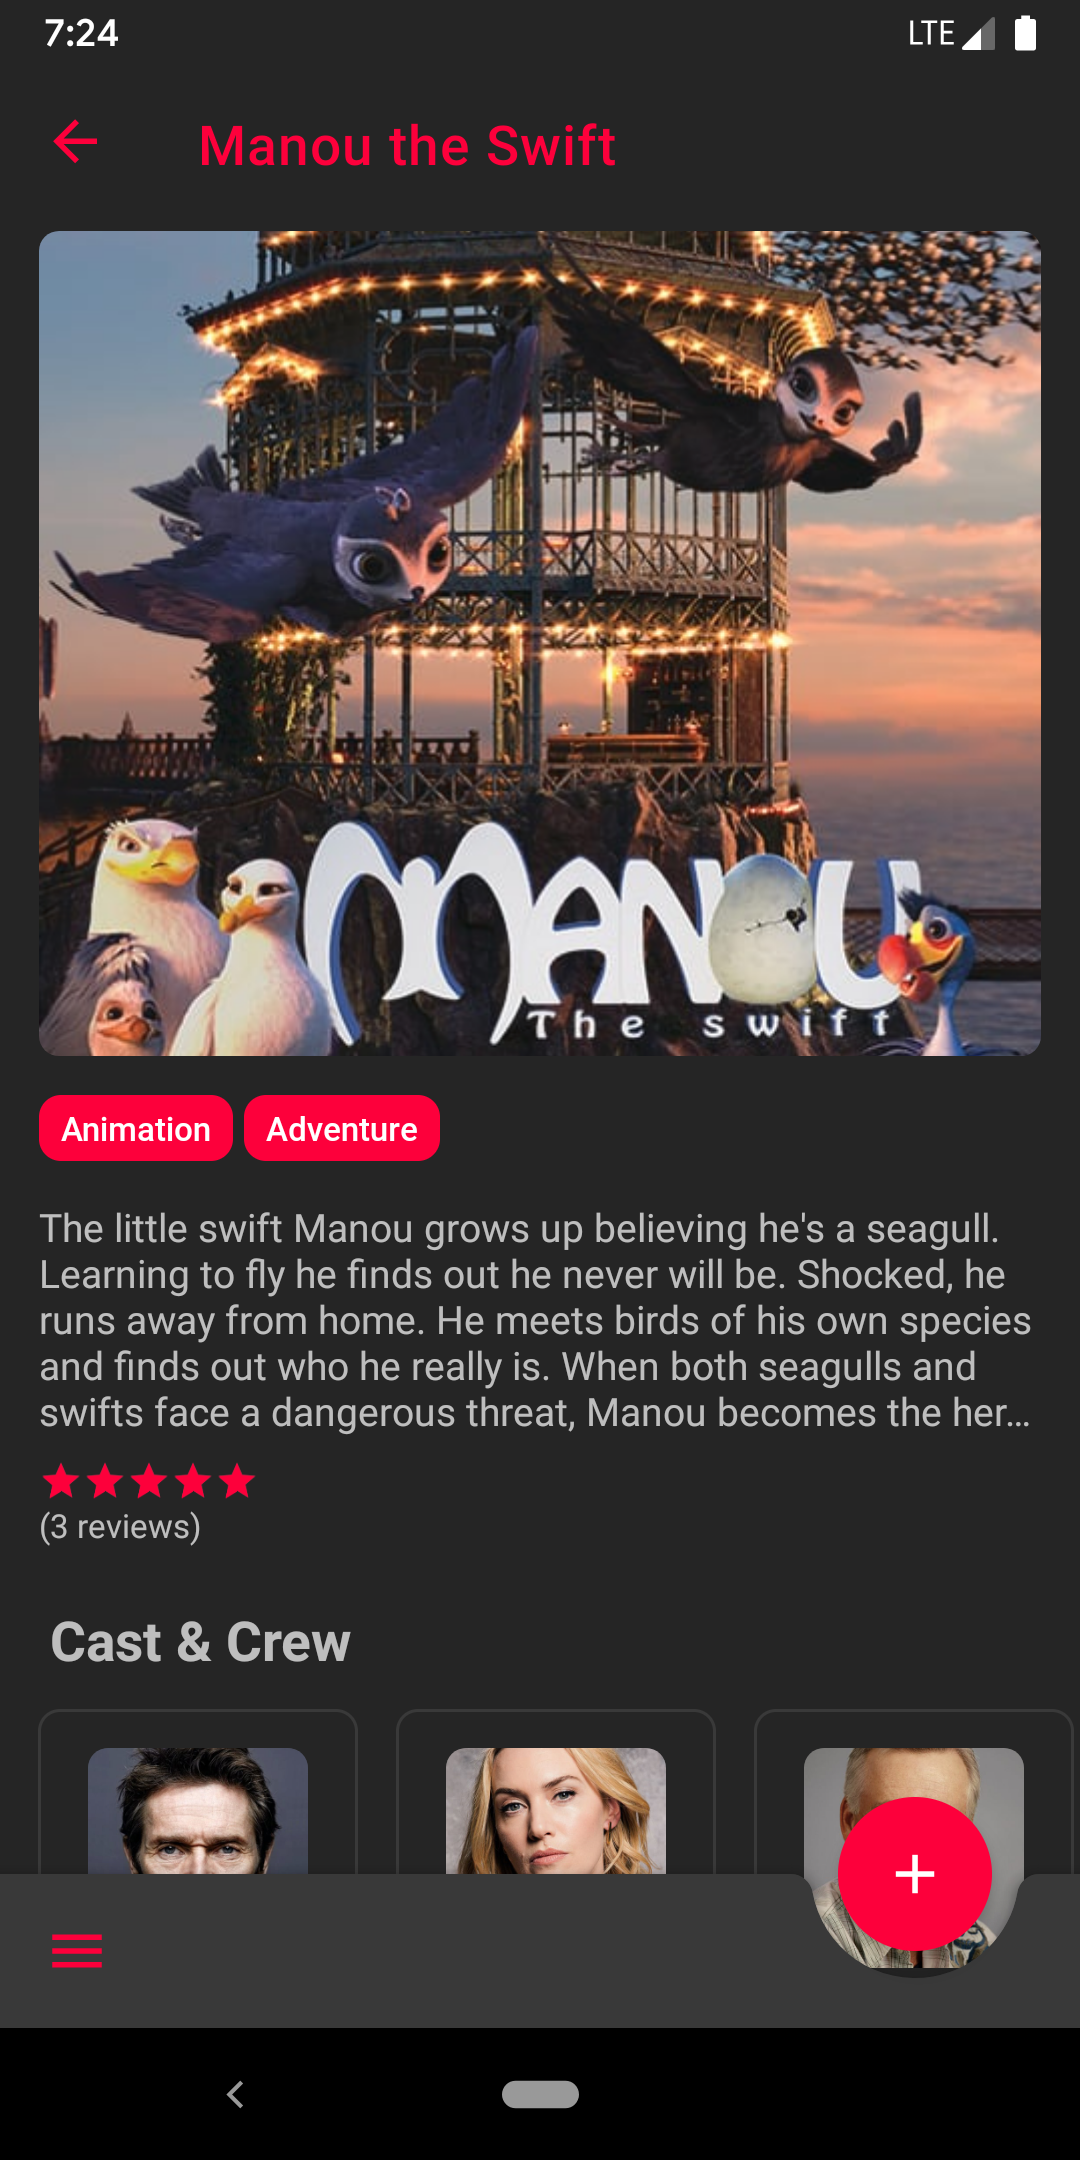 7:24
LTE
Manou the Swift
MANOU
The swift
Animation
Adventure
The little swift Manou grows up believing he's a seagull.
Learning to fly he finds out he never will be. Shocked, he
runs away from home. He meets birds of his own species
and finds out who he really is. When both seagulls and
swifts face a dangerous threat, Manou becomes the her…
(3 reviews)
Cast & Crew